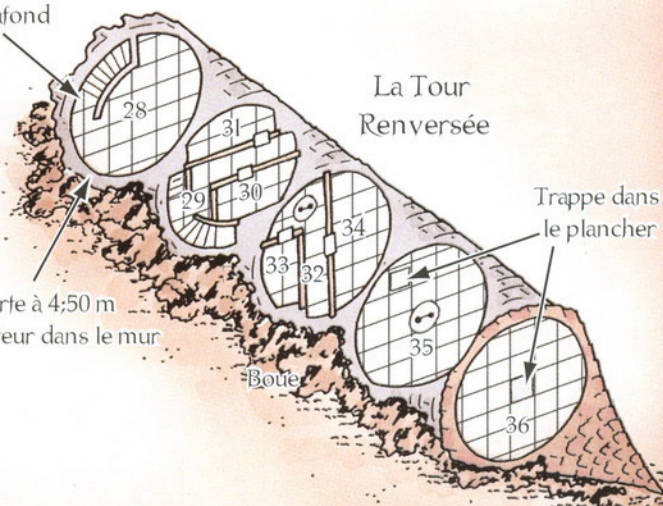 fond
La Tour
Renversée
28
31
30
29
34
33
32
Trappe dans
le plancher
rte à 4,50 m
eur dans le mur
35
Boue
36